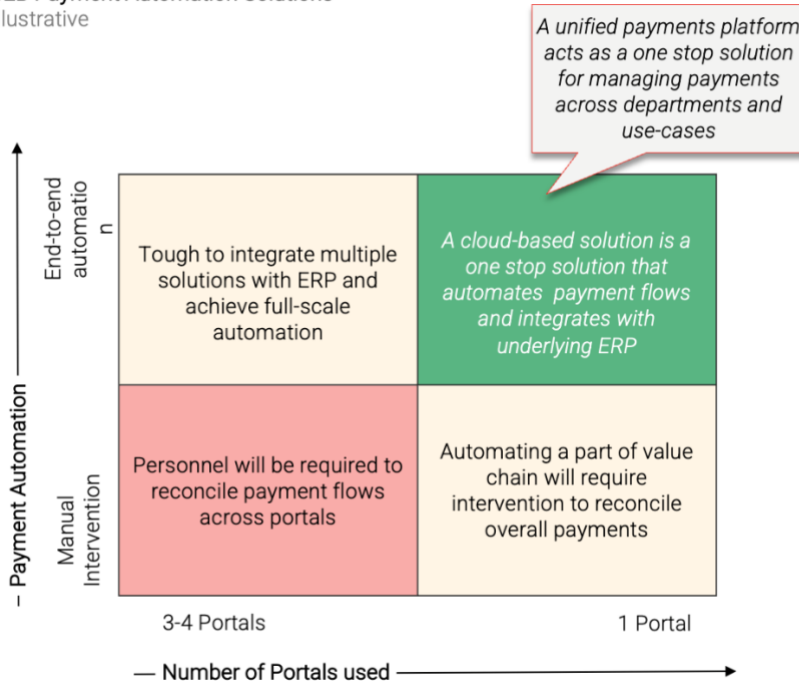 Payment Automation Solutions
llustrative
A unified payments platform
acts as a one stop solution
for managing payments
across departments and
use-cases
End-to-end
automatio
n
Tough to integrate multiple
solutions with ERP and
achieve full-scale
automation
A cloud-based solution is a
one stop solution that
automates payment flows
and integrates with
underlying ERP
– Payment Automation
Manual
Intervention
Personnel will be required to
reconcile payment flows
across portals
Automating a part of value
chain will require
intervention to reconcile
overall payments
3-4 Portals
1 Portal
— Number of Portals used